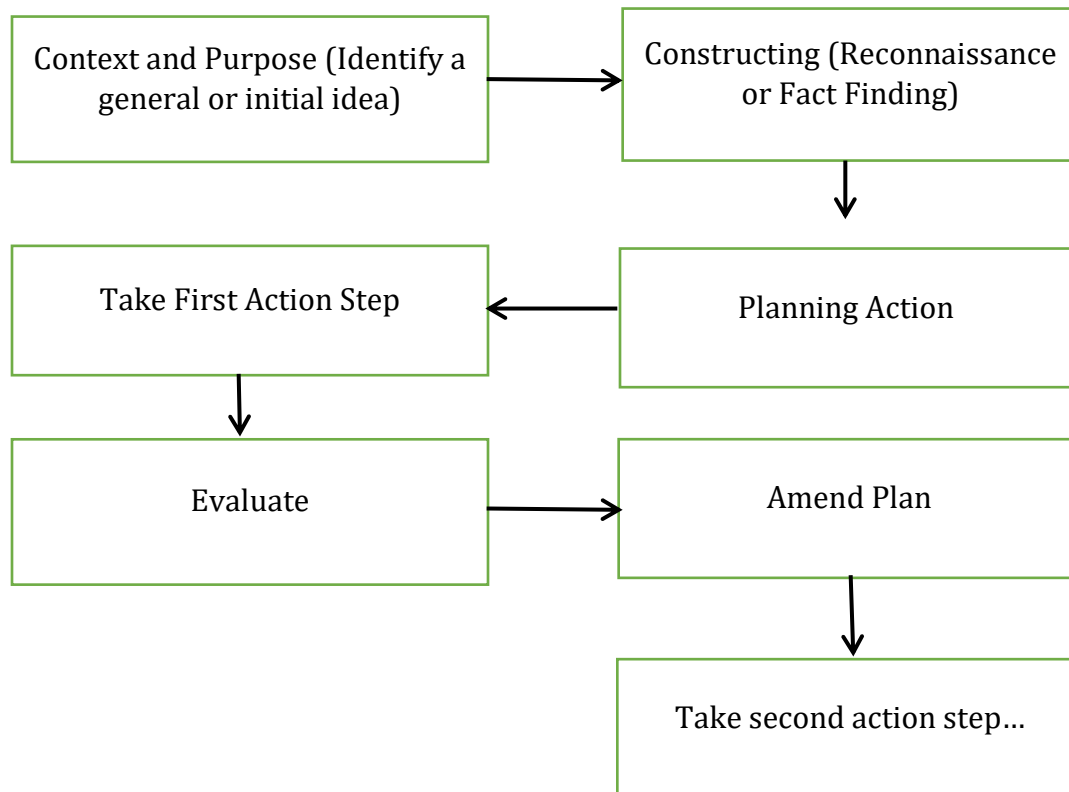 Context and Purpose (Identify a
general or initial idea)
Constructing (Reconnaissance
or Fact Finding)
Planning Action
Take First Action Step
Evaluate
Amend Plan
Take second action step…